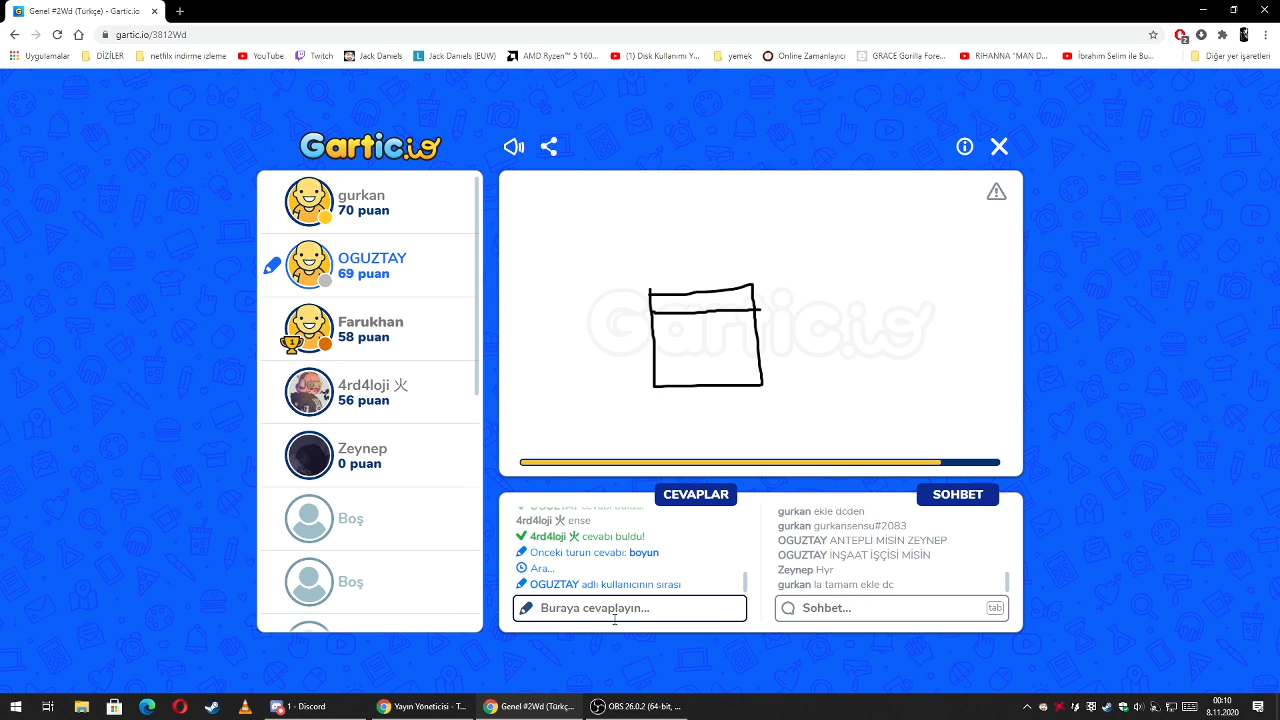 Genel #2Wd (Türkçe) - Gartic.io
gartic.io/3812Wd
Uygulamalar DİZİLER netflix indirme izleme YouTube Twitch Jack Daniels Jack Daniels (EUW) AMD Ryzen™ 5 160... (1) Disk Kullanımı Y... yemek Online Zamanlayıcı GRACE Gorilla Fore... RIHANNA "MAN D... İbrahim Selim ile Bu... Diğer yer işaretleri
Gartic.io
gurkan
70 puan
OGUZTAY
69 puan
Farukhan
58 puan
4rd4loji 火
56 puan
Zeynep
0 puan
Boş
Boş
Gartic.io
CEVAPLAR
OGUZTAY cevabı buldu!
4rd4loji 火 ense
4rd4loji 火 cevabı buldu!
Önceki turun cevabı: boyun
Ara...
OGUZTAY adlı kullanıcının sırası
Buraya cevaplayın...
SOHBET
gurkan ekle dcden
gurkan gurkansensu#2083
OGUZTAY ANTEPLİ MİSİN ZEYNEP
OGUZTAY İNŞAAT İŞÇİSİ MİSİN
Zeynep Hyr
gurkan la tamam ekle dc
Sohbet... tab
1 - Discord
Yayın Yöneticisi - T...
Genel #2Wd (Türkç...
OBS 26.0.2 (64-bit, ...
00:10
8.11.2020